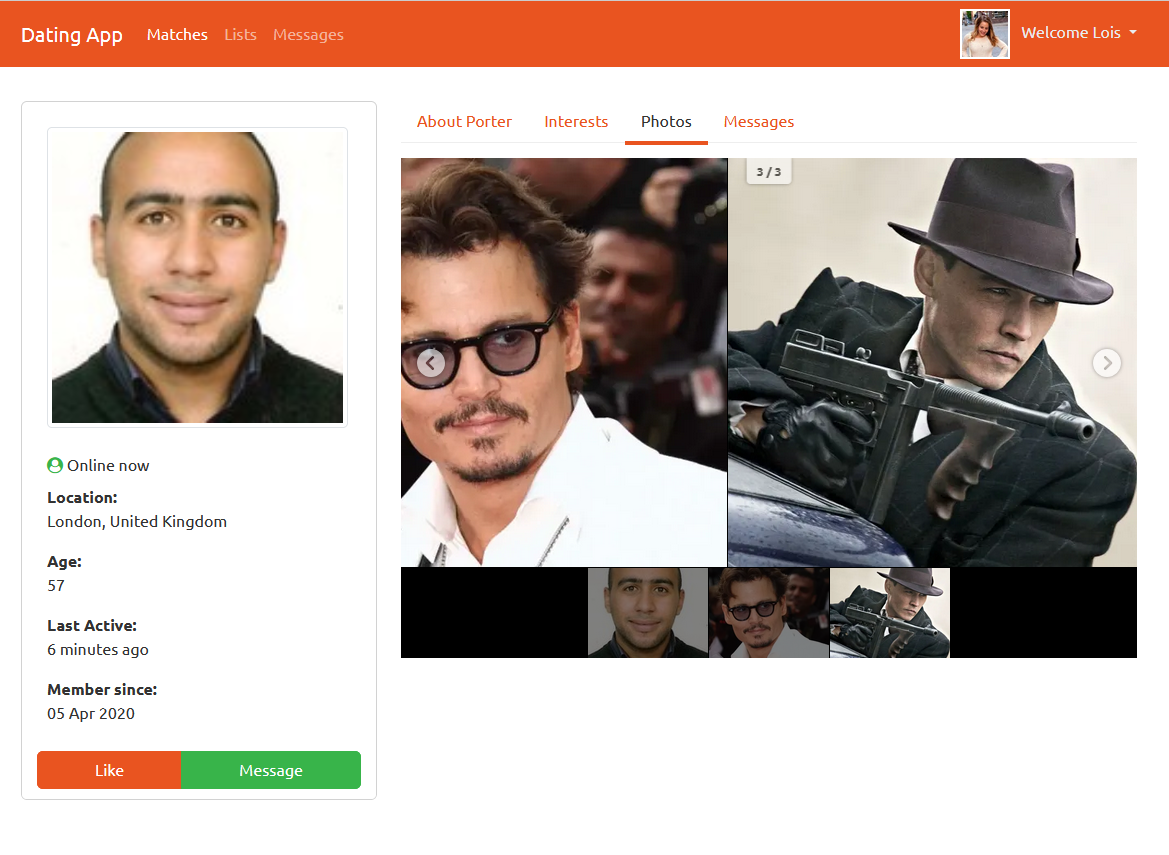 Dating App Matches Lists Messages Welcome Lois
About Porter Interests Photos Messages
3 / 3
Online now
Location:
London, United Kingdom
Age:
57
Last Active:
6 minutes ago
Member since:
05 Apr 2020
Like Message